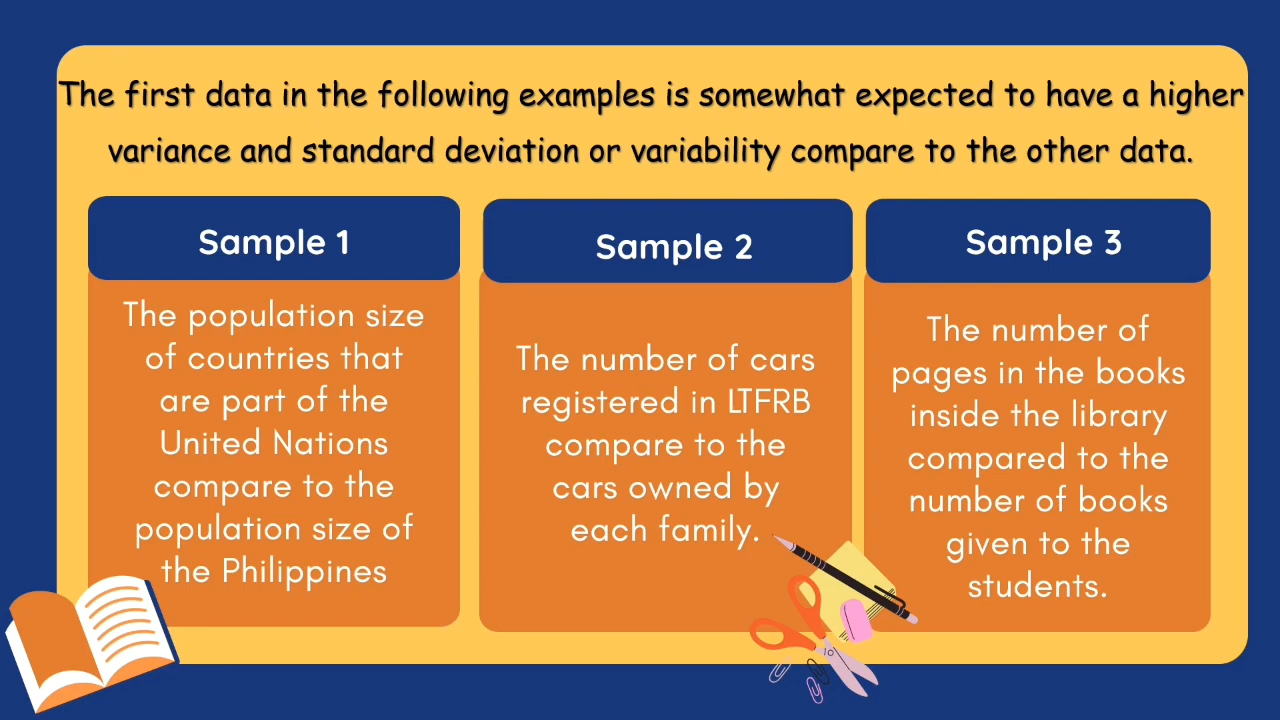 The first data in the following examples is somewhat expected to have a higher
variance and standard deviation or variability compare to the other data.
Sample 1
The population size
of countries that
are part of the
United Nations
compare to the
population size of
the Philippines
Sample 2
The number of cars
registered in LTFRB
compare to the
cars owned by
each family.
Sample 3
The number of
pages in the books
inside the library
compared to the
number of books
given to the
students.